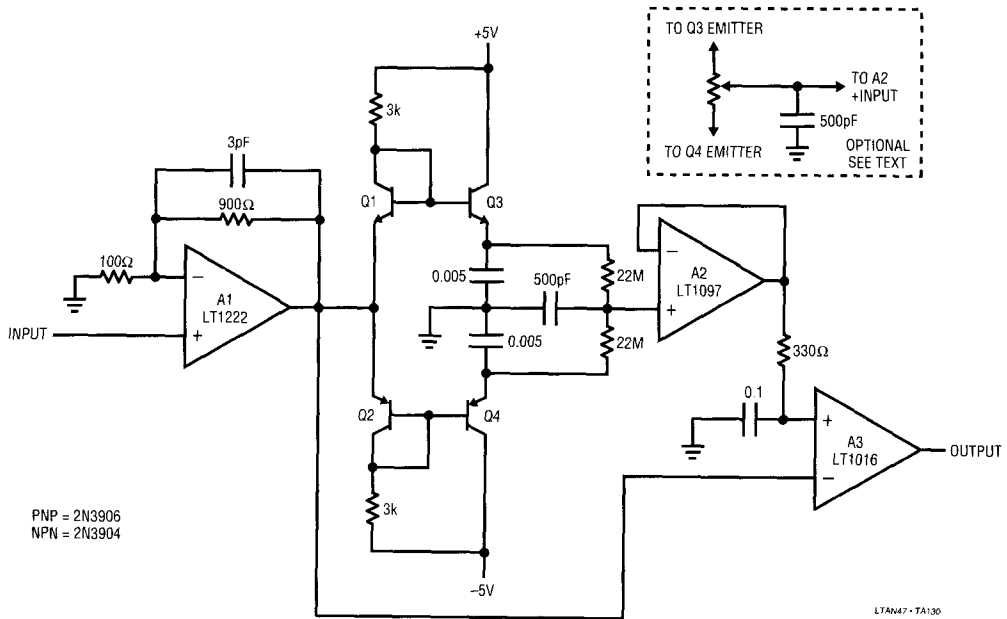 +5V
3k
3pF
900Ω
100Ω
A1
LT1222
INPUT
Q1
Q3
0.005
500pF
22M
0.005
22M
Q2
Q4
3k
-5V
TO Q3 EMITTER
TO A2
+INPUT
500pF
TO Q4 EMITTER
OPTIONAL
SEE TEXT
A2
LT1097
330Ω
0.1
A3
LT1016
OUTPUT
PNP = 2N3906
NPN = 2N3904
LTAN47 • TA130